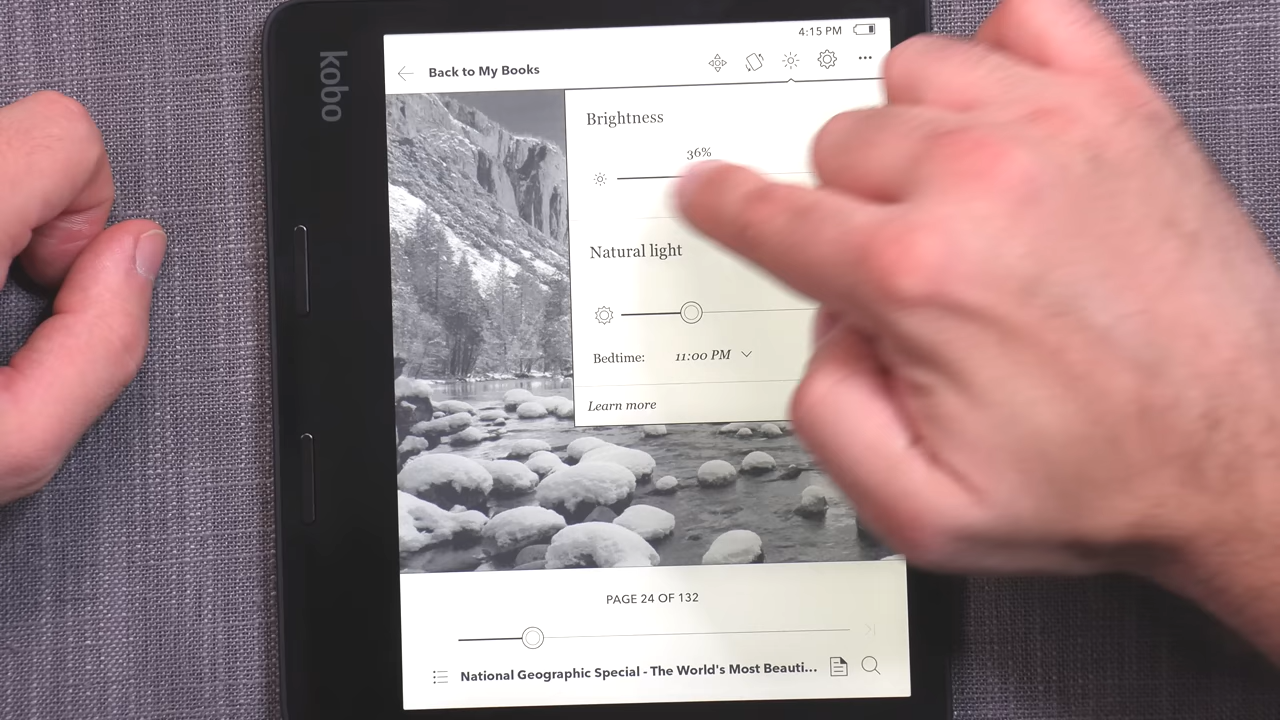 kobo
4:15 PM
Back to My Books
Brightness
36%
Natural light
Bedtime: 11:00 PM
Learn more
PAGE 24 OF 132
National Geographic Special - The World's Most Beauti...